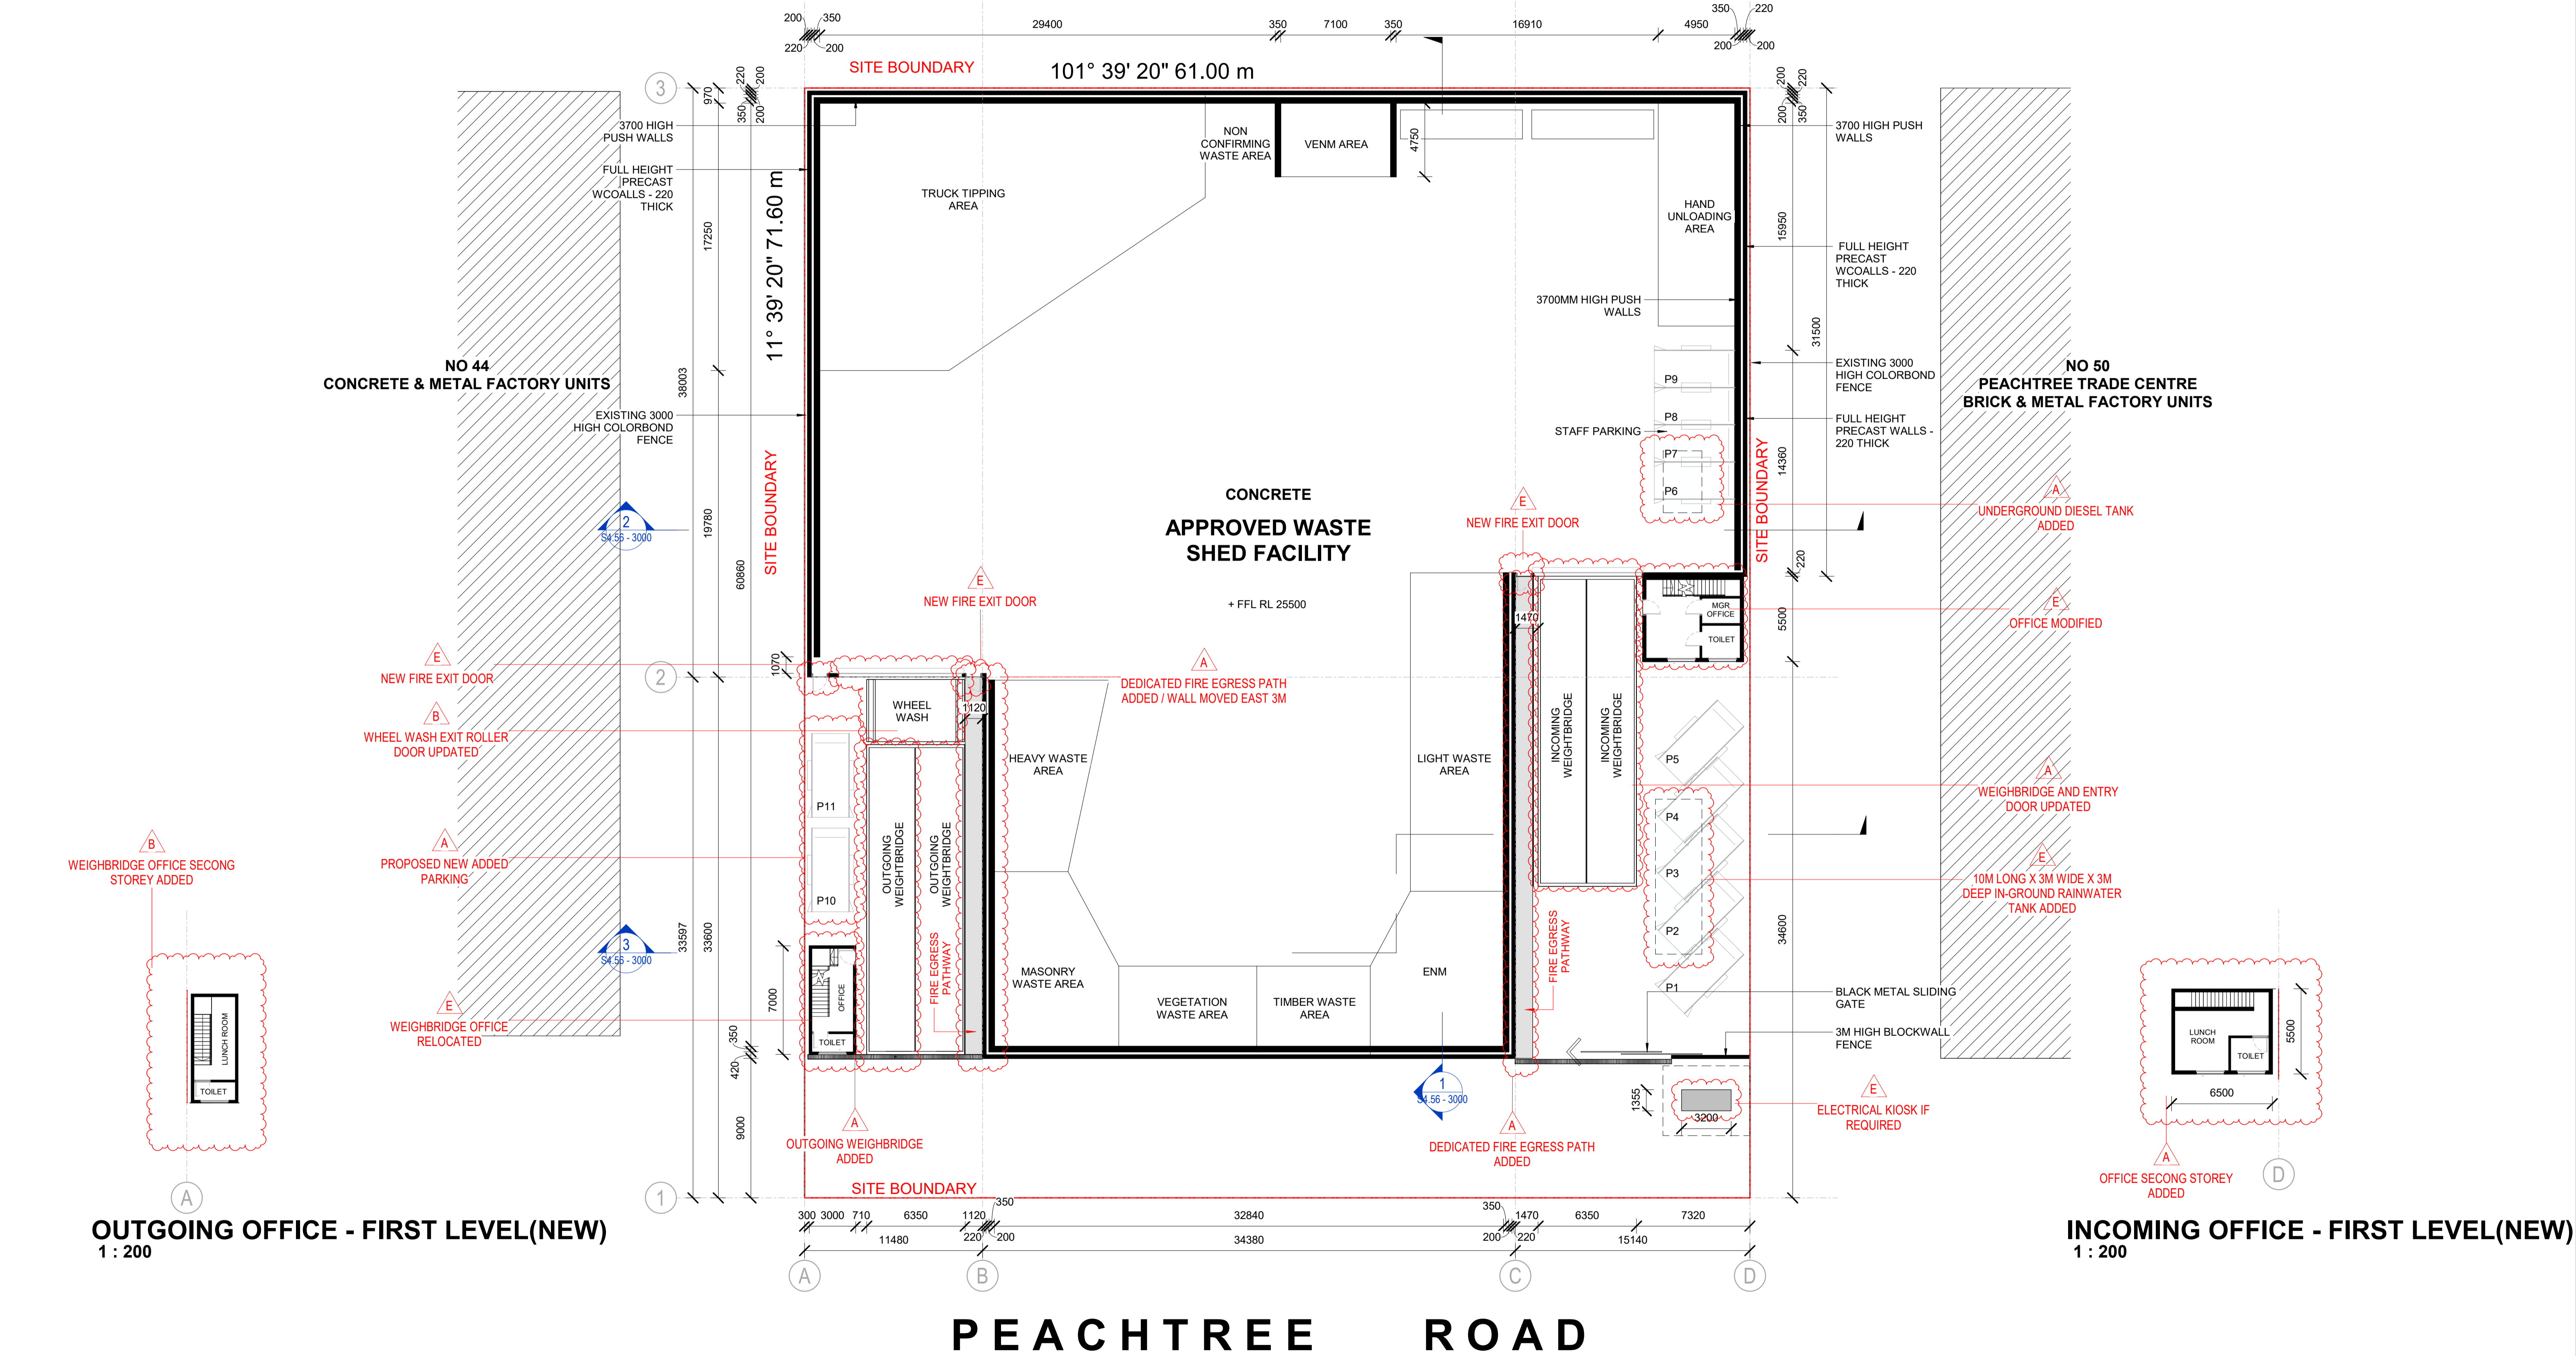 200
350
29400
350
7100
350
16910
4950
350
220
220
200
200
200
SITE BOUNDARY
101° 39' 20" 61.00 m
3
970
220
200
350
200
200
220
200
350
3700 HIGH
PUSH WALLS
FULL HEIGHT
PRECAST
WCOALLS - 220
THICK
11° 39' 20" 71.60 m
17250
38003
NON
CONFIRMING
WASTE AREA
VENM AREA
4750
TRUCK TIPPING
AREA
HAND
UNLOADING
AREA
15950
3700 HIGH PUSH
WALLS
FULL HEIGHT
PRECAST
WCOALLS - 220
THICK
3700MM HIGH PUSH
WALLS
31500
NO 44
CONCRETE & METAL FACTORY UNITS
NO 50
PEACHTREE TRADE CENTRE
BRICK & METAL FACTORY UNITS
EXISTING 3000
HIGH COLORBOND
FENCE
EXISTING 3000
HIGH COLORBOND
FENCE
P9
P8
STAFF PARKING
P7
P6
FULL HEIGHT
PRECAST WALLS -
220 THICK
SITE BOUNDARY
SITE BOUNDARY
14360
19780
60860
2
S4.56 - 3000
CONCRETE
APPROVED WASTE
SHED FACILITY
+ FFL RL 25500
E
NEW FIRE EXIT DOOR
A
UNDERGROUND DIESEL TANK
ADDED
220
E
NEW FIRE EXIT DOOR
1470
MGR
OFFICE
TOILET
5500
E
OFFICE MODIFIED
E
NEW FIRE EXIT DOOR
2
1070
A
DEDICATED FIRE EGRESS PATH
ADDED / WALL MOVED EAST 3M
B
WHEEL WASH EXIT ROLLER
DOOR UPDATED
WHEEL
WASH
1120
HEAVY WASTE
AREA
LIGHT WASTE
AREA
INCOMING
WEIGHTBRIDGE
INCOMING
WEIGHTBRIDGE
P5
P4
P3
P2
P1
A
WEIGHBRIDGE AND ENTRY
DOOR UPDATED
P11
P10
OUTGOING
WEIGHTBRIDGE
OUTGOING
WEIGHTBRIDGE
B
WEIGHBRIDGE OFFICE SECONG
STOREY ADDED
A
PROPOSED NEW ADDED
PARKING
E
10M LONG X 3M WIDE X 3M
DEEP IN-GROUND RAINWATER
TANK ADDED
3
S4.56 - 3000
33597
33600
34600
FIRE EGRESS
PATHWAY
FIRE EGRESS
PATHWAY
MASONRY
WASTE AREA
VEGETATION
WASTE AREA
TIMBER WASTE
AREA
ENM
7000
OFFICE
TOILET
LUNCH ROOM
TOILET
E
WEIGHBRIDGE OFFICE
RELOCATED
350
420
9000
BLACK METAL SLIDING
GATE
3M HIGH BLOCKWALL
FENCE
LUNCH
ROOM
TOILET
5500
6500
1
S4.56 - 3000
1355
3200
E
ELECTRICAL KIOSK IF
REQUIRED
A
OUTGOING WEIGHBRIDGE
ADDED
A
DEDICATED FIRE EGRESS PATH
ADDED
A
OFFICE SECONG STOREY
ADDED
A
D
1
SITE BOUNDARY
300
3000
710
6350
1120
350
32840
350
1470
6350
7320
11480
220
200
34380
200
220
15140
A
B
C
D
OUTGOING OFFICE - FIRST LEVEL(NEW)
1 : 200
INCOMING OFFICE - FIRST LEVEL(NEW)
1 : 200
PEACHTREE ROAD